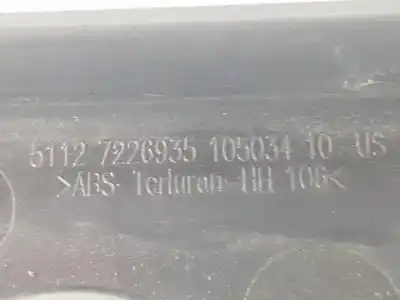 5112 7226935 105034 10 US
>ABS- Terluran-HH 106<